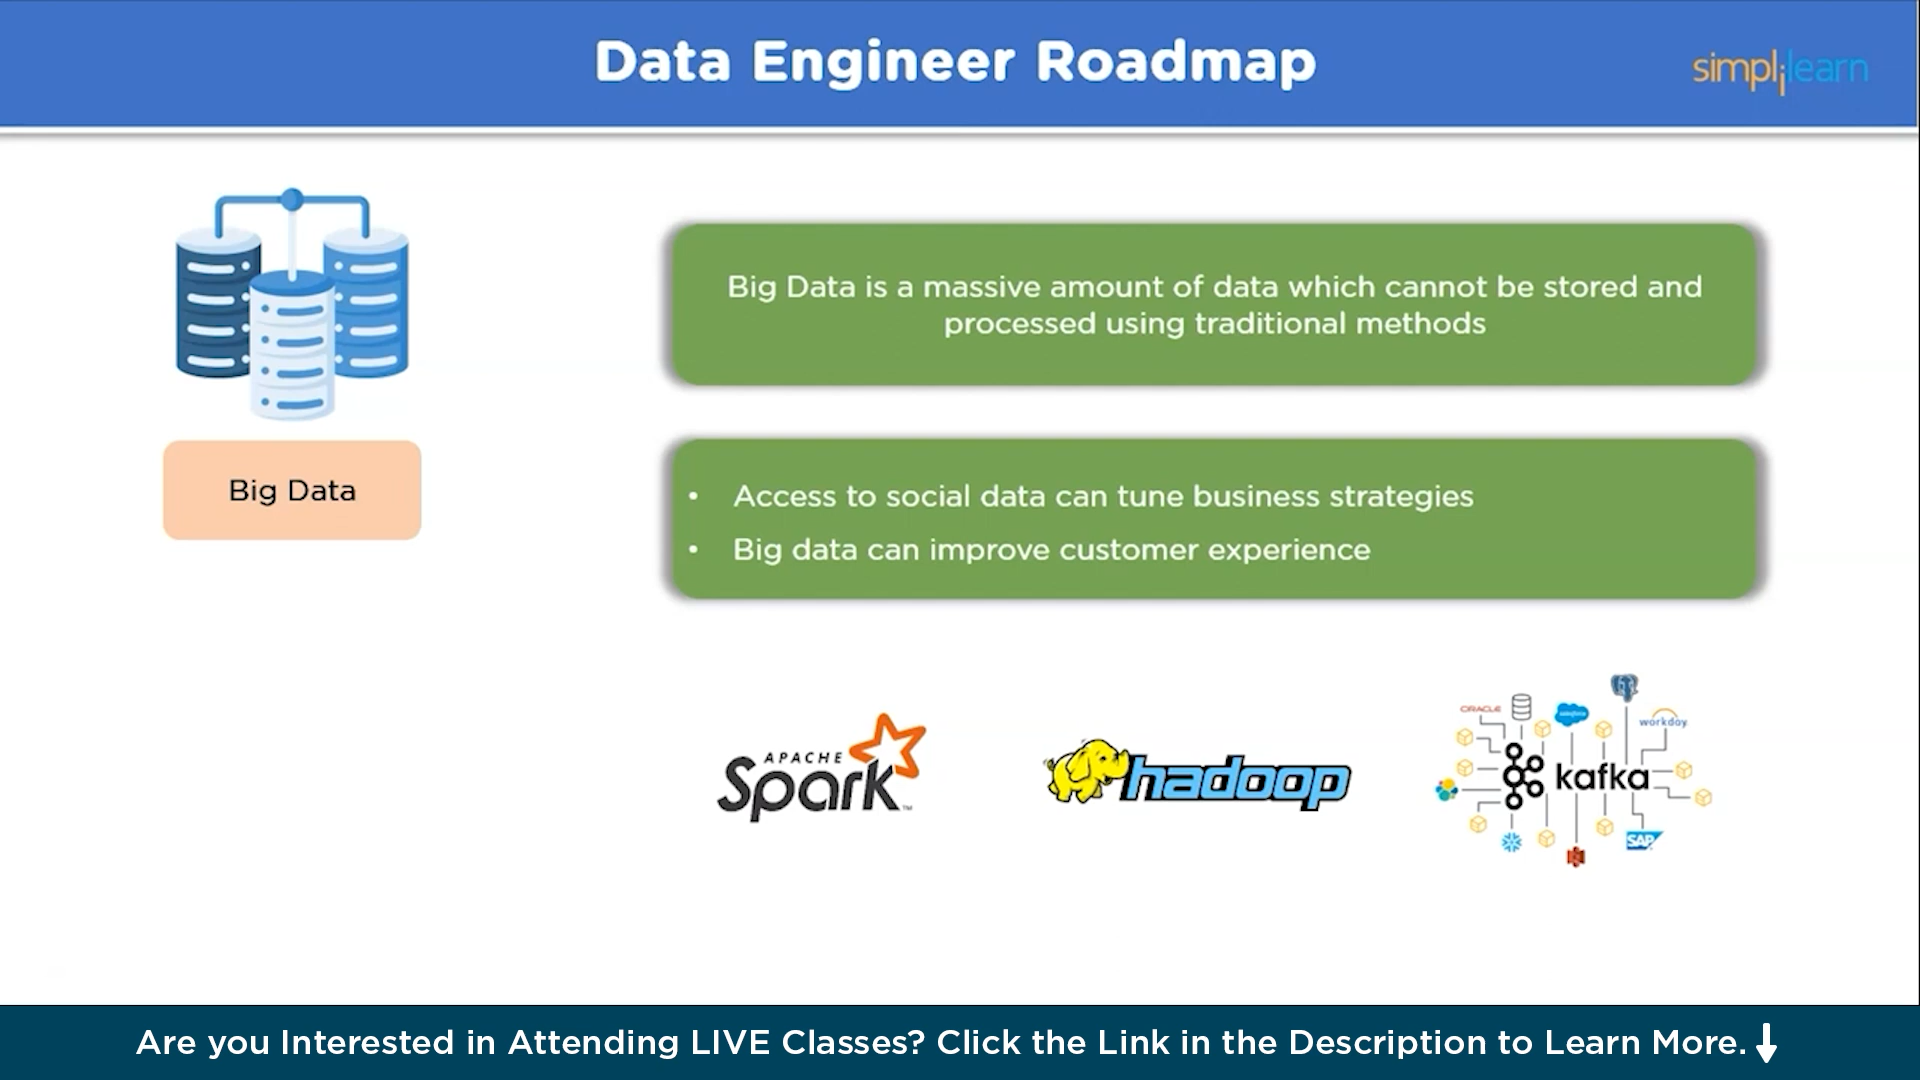 Data Engineer Roadmap
simplilearn
Big Data is a massive amount of data which cannot be stored and
processed using traditional methods
Big Data
• Access to social data can tune business strategies
• Big data can improve customer experience
APACHE
Spark
TM
hadoop
ORACLE
salesforce
workday
kafka
SAP
Are you Interested in Attending LIVE Classes? Click the Link in the Description to Learn More.